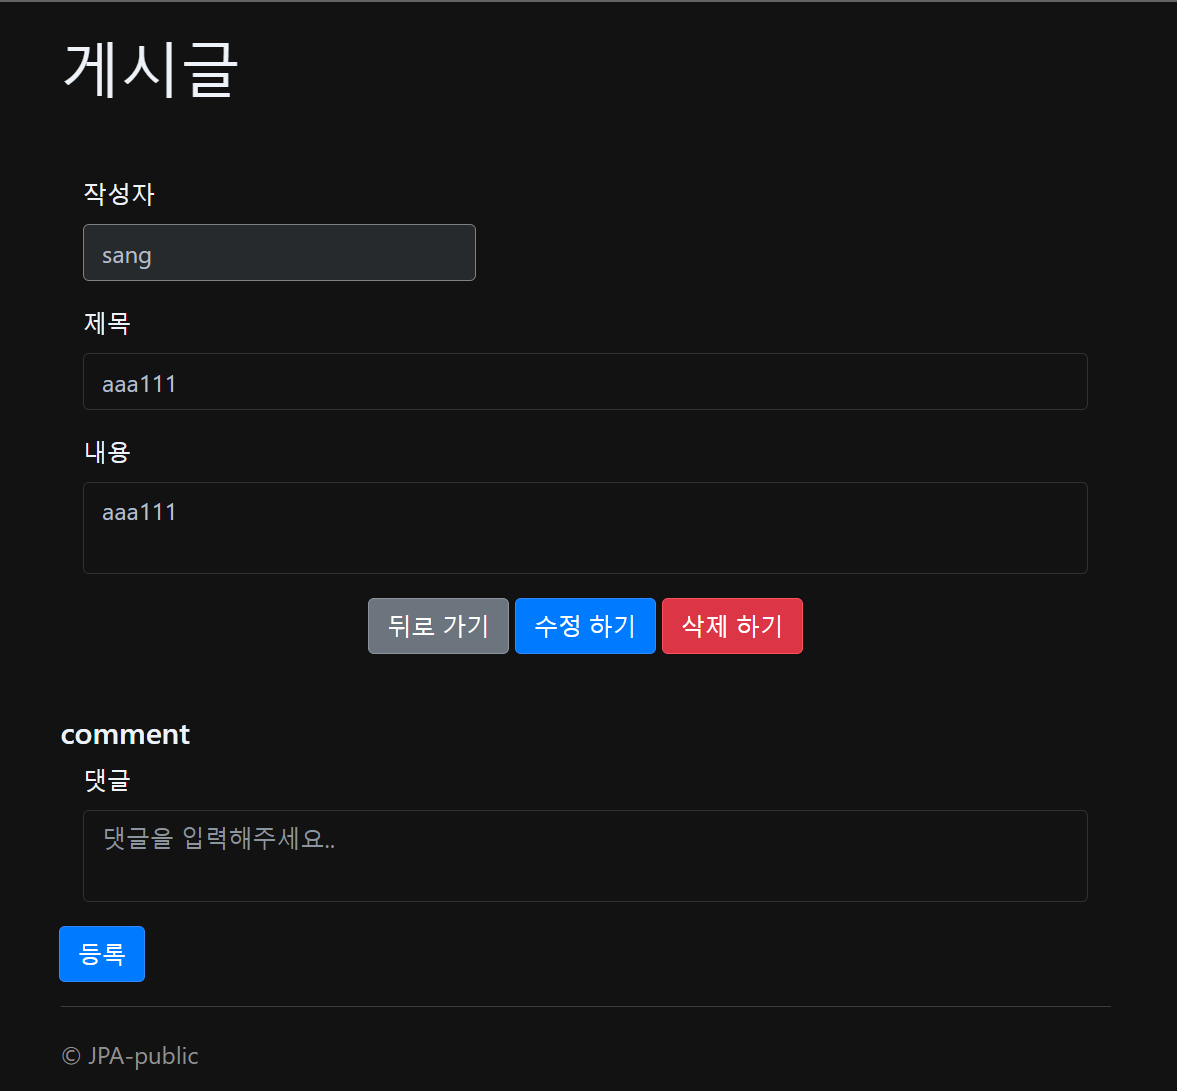 게시글
작성자
sang
제목
aaa111
내용
aaa111
뒤로 가기 수정 하기 삭제 하기
comment
댓글
댓글을 입력해주세요..
등록
© JPA-public